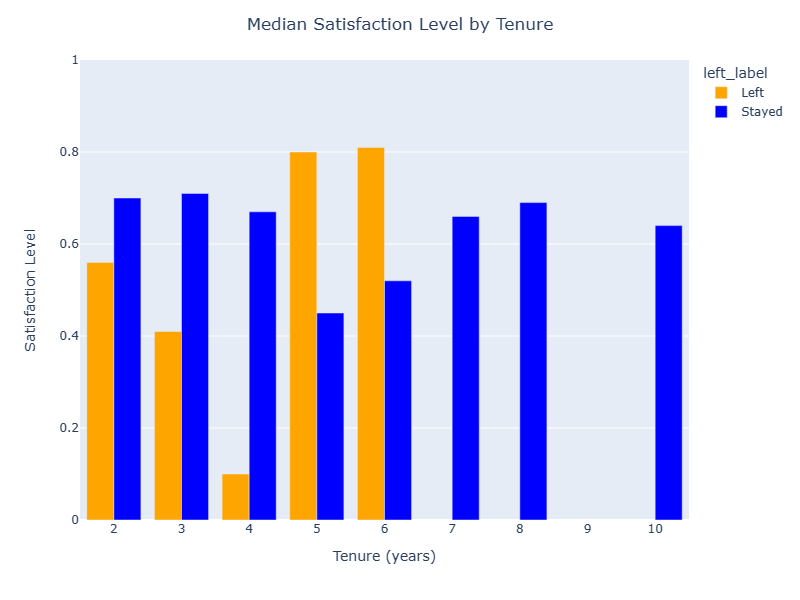 Median Satisfaction Level by Tenure
left_label
Left
Stayed
Satisfaction Level
1
0.8
0.6
0.4
0.2
0
2 3 4 5 6 7 8 9 10
Tenure (years)